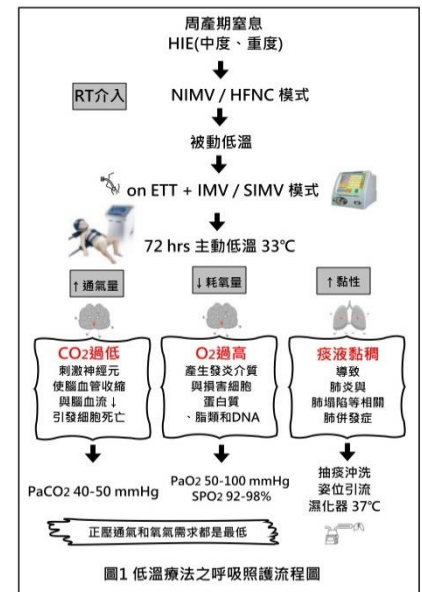 周產期窒息
HIE(中度、重度)
RT介入
NIMV / HFNC 模式
被動低溫
on ETT + IMV / SIMV 模式
72 hrs 主動低溫 33℃
↑通氣量
↓耗氧量
↑黏性
CO2過低
刺激神經元
使腦血管收縮
與腦血流↓
引發細胞死亡
O2過高
產生發炎介質
與損害細胞
蛋白質
、脂類和DNA
痰液黏稠
導致
肺炎與
肺塌陷等相關
肺併發症
PaCO2 40-50 mmHg
PaO2 50-100 mmHg
SPO2 92-98%
抽痰沖洗
姿位引流
濕化器 37℃
正壓通氣和氧氣需求都是最低
圖1 低溫療法之呼吸照護流程圖